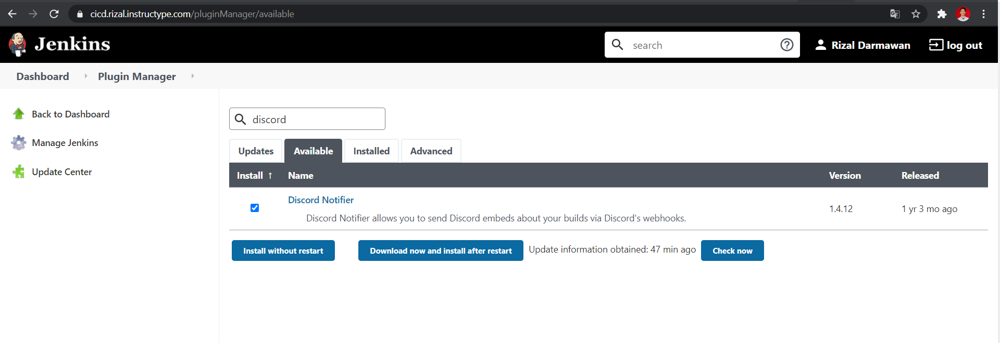 cicd.rizal.instructype.com/pluginManager/available
Jenkins
search
Rizal Darmawan
log out
Dashboard
Plugin Manager
Back to Dashboard
Manage Jenkins
Update Center
discord
Updates
Available
Installed
Advanced
Install ↑ Name Version Released
Discord Notifier
Discord Notifier allows you to send Discord embeds about your builds via Discord's webhooks.
1.4.12
1 yr 3 mo ago
Install without restart
Download now and install after restart
Update information obtained: 47 min ago
Check now